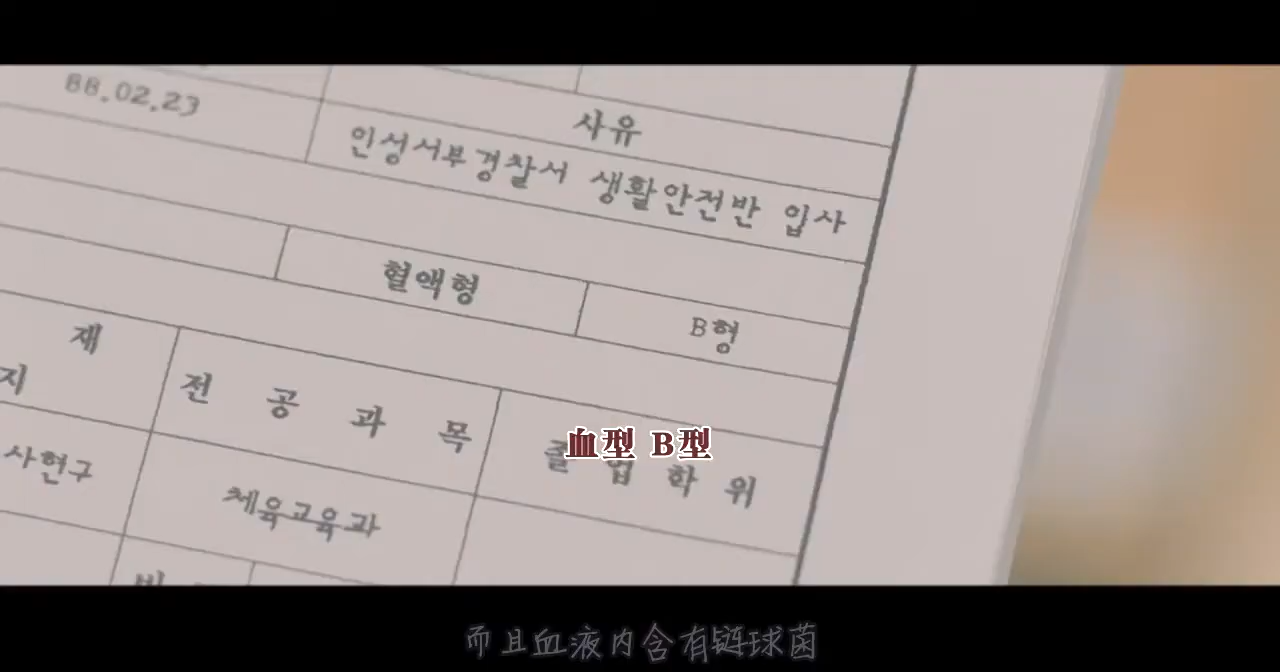 88.02.23
사유
인성서부경찰서 생활안전반 입사
혈액형
B형
재
지
전 공 과 목
졸 업 학 위
血型 B型
사현구
체육교육과
而且血液内含有链球菌